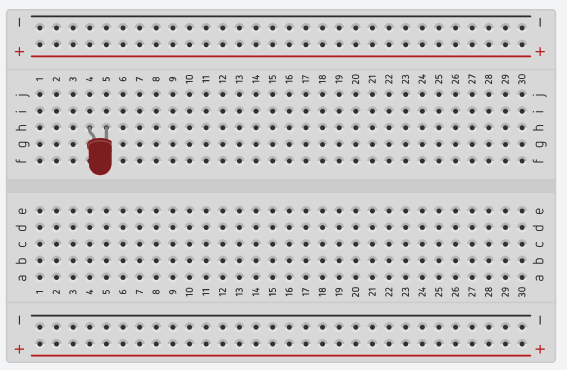 − −
+ +
1 2 3 4 5 6 7 8 9 10 11 12 13 14 15 16 17 18 19 20 21 22 23 24 25 26 27 28 29 30
j j
i i
h h
g g
f f
e e
d d
c c
b b
a a
1 2 3 4 5 6 7 8 9 10 11 12 13 14 15 16 17 18 19 20 21 22 23 24 25 26 27 28 29 30
− −
+ +